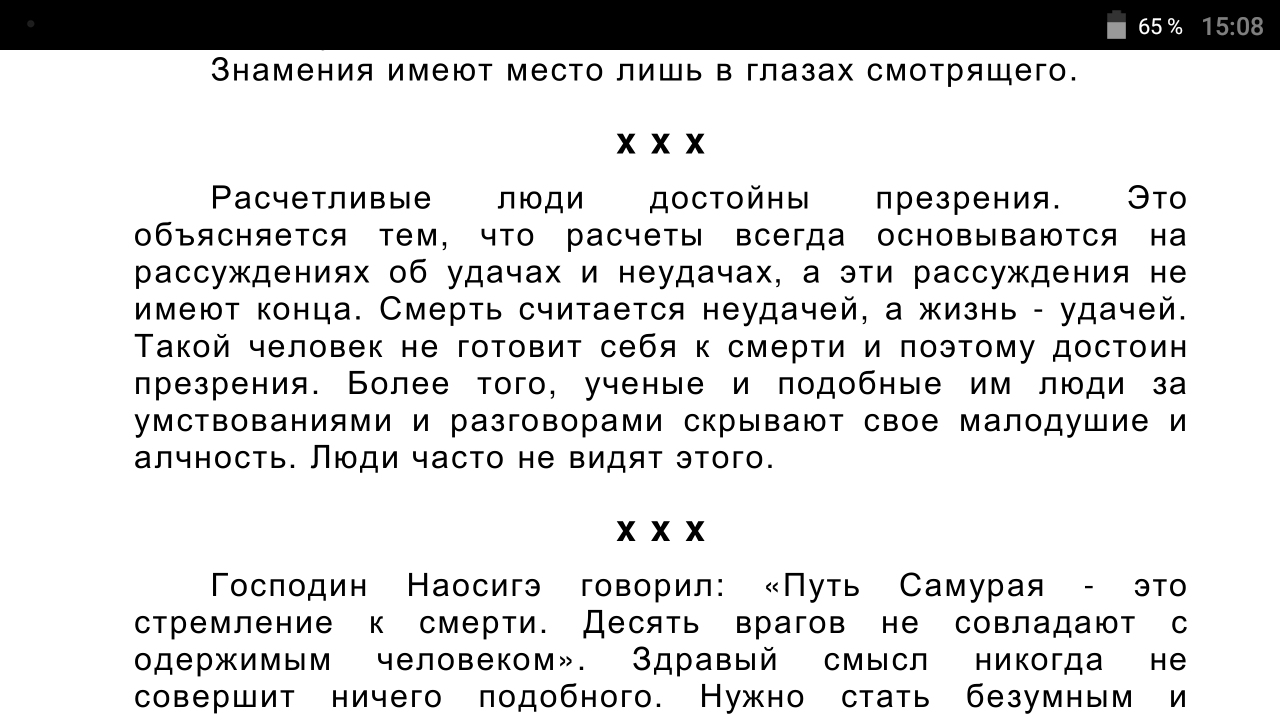 65 % 15:08
Знамения имеют место лишь в глазах смотрящего.
x x x
Расчетливые люди достойны презрения. Это
объясняется тем, что расчеты всегда основываются на
рассуждениях об удачах и неудачах, а эти рассуждения не
имеют конца. Смерть считается неудачей, а жизнь - удачей.
Такой человек не готовит себя к смерти и поэтому достоин
презрения. Более того, ученые и подобные им люди за
умствованиями и разговорами скрывают свое малодушие и
алчность. Люди часто не видят этого.
x x x
Господин Наосигэ говорил: «Путь Самурая - это
стремление к смерти. Десять врагов не совладают с
одержимым человеком». Здравый смысл никогда не
совершит ничего подобного. Нужно стать безумным и